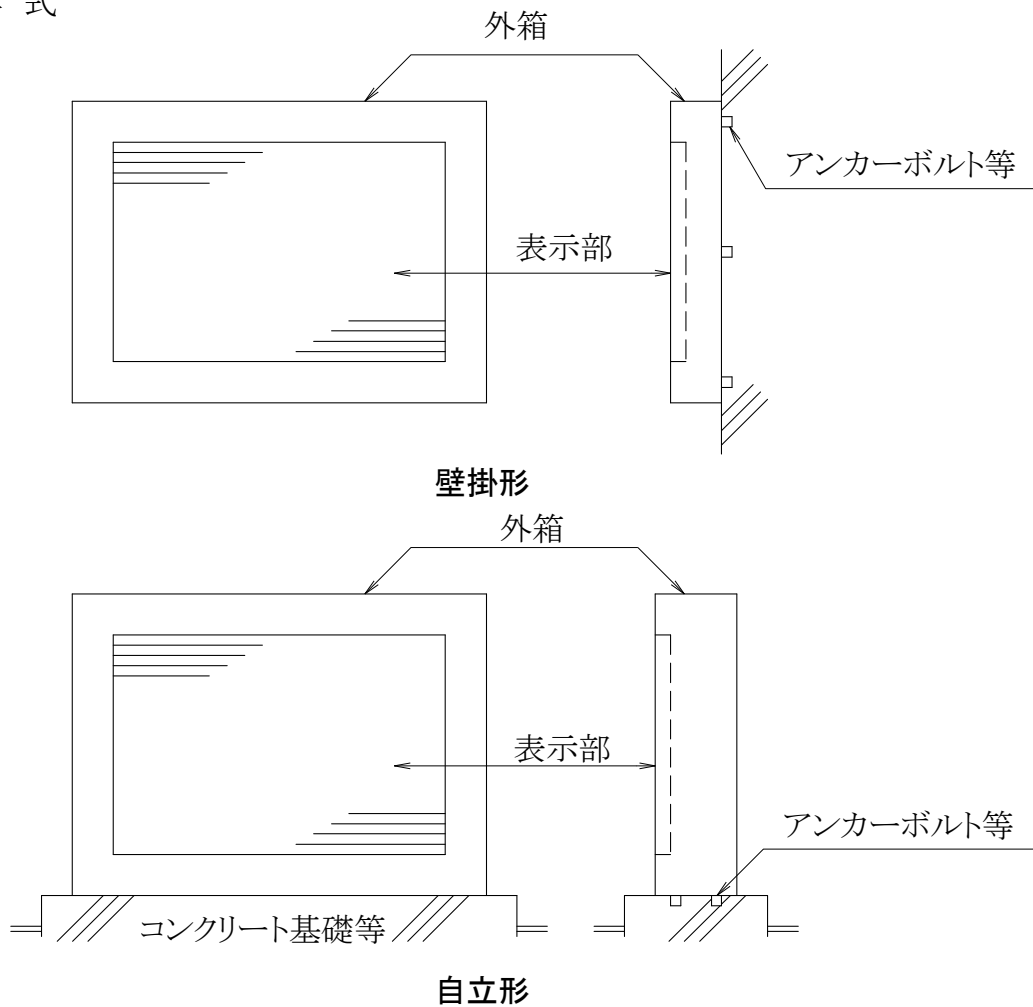 式
外箱
アンカーボルト等
表示部
壁掛形
外箱
表示部
アンカーボルト等
コンクリート基礎等
自立形